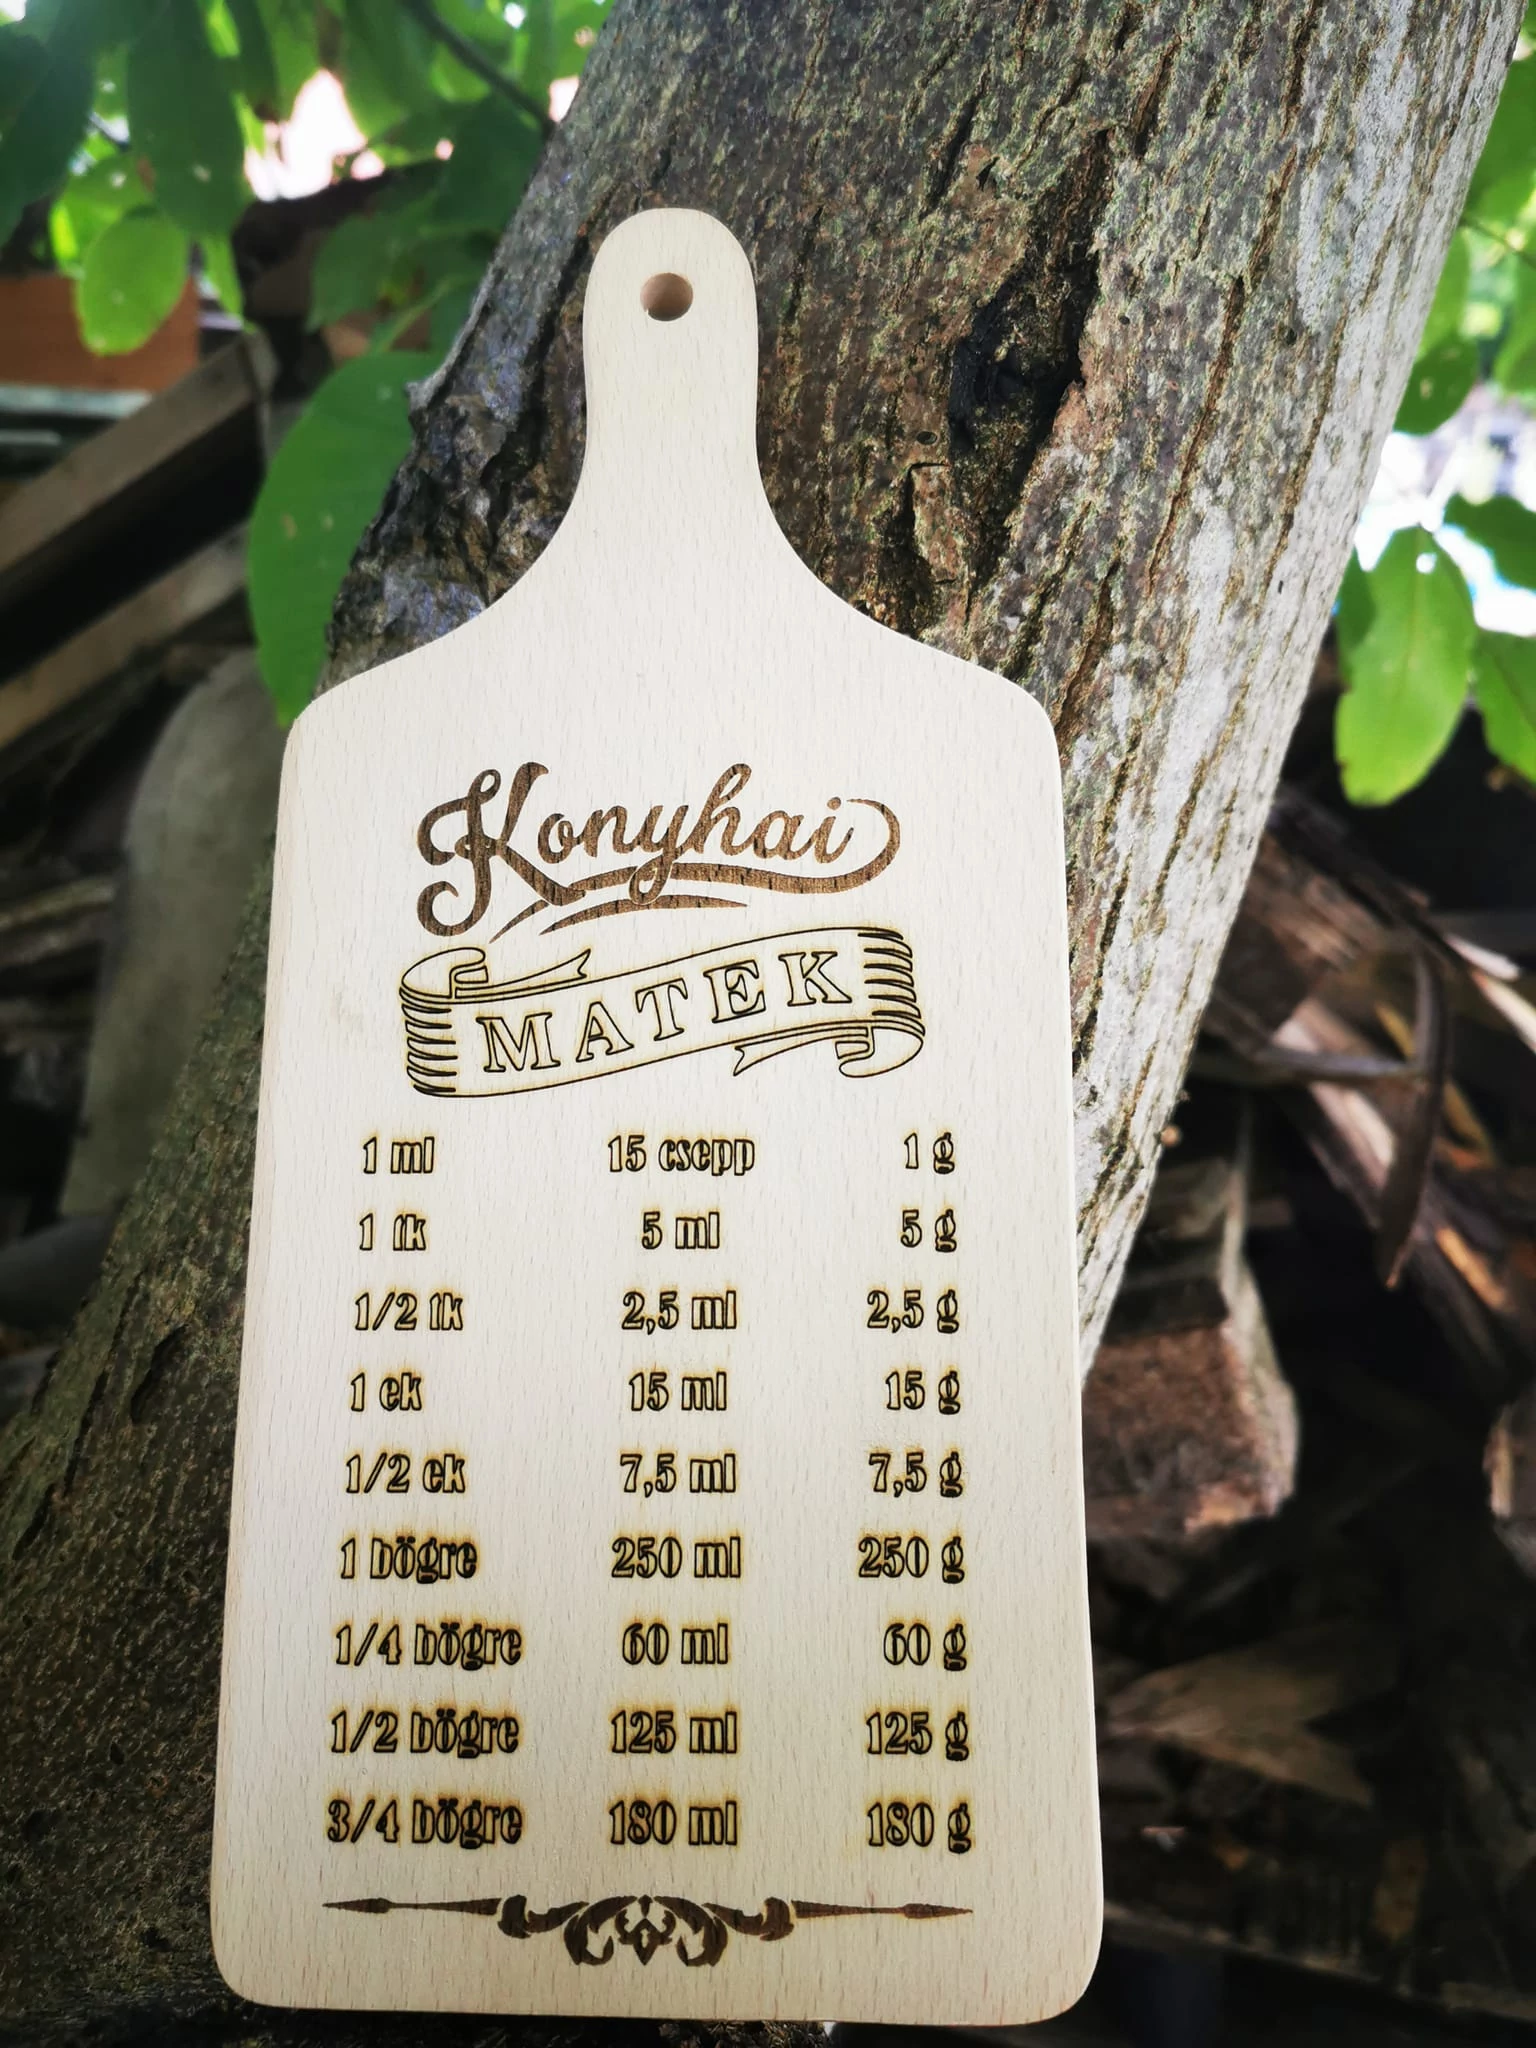 Konyhai
MATEK
1 ml 15 csepp 1 g
1 tk 5 ml 5 g
1/2 tk 2,5 ml 2,5 g
1 ek 15 ml 15 g
1/2 ek 7,5 ml 7,5 g
1 bögre 250 ml 250 g
1/4 bögre 60 ml 60 g
1/2 bögre 125 ml 125 g
3/4 bögre 180 ml 180 g